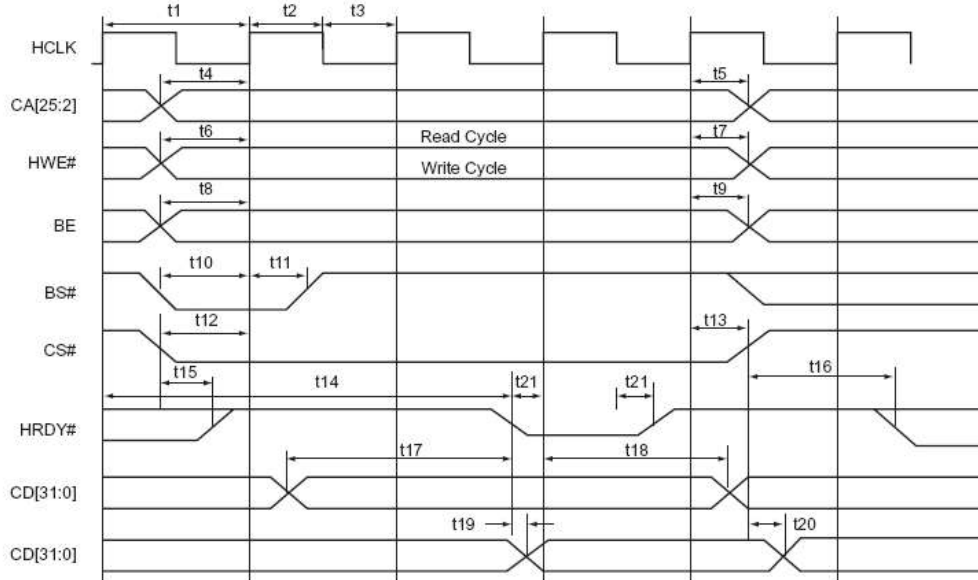 t1 t2 t3
HCLK
t4 t5
CA[25:2]
t6 Read Cycle t7
HWE# Write Cycle
t8 t9
BE
t10 t11
BS#
t12 t13
CS#
t15 t14 t21 t21 t16
HRDY#
t17 t18
CD[31:0]
t19 t20
CD[31:0]